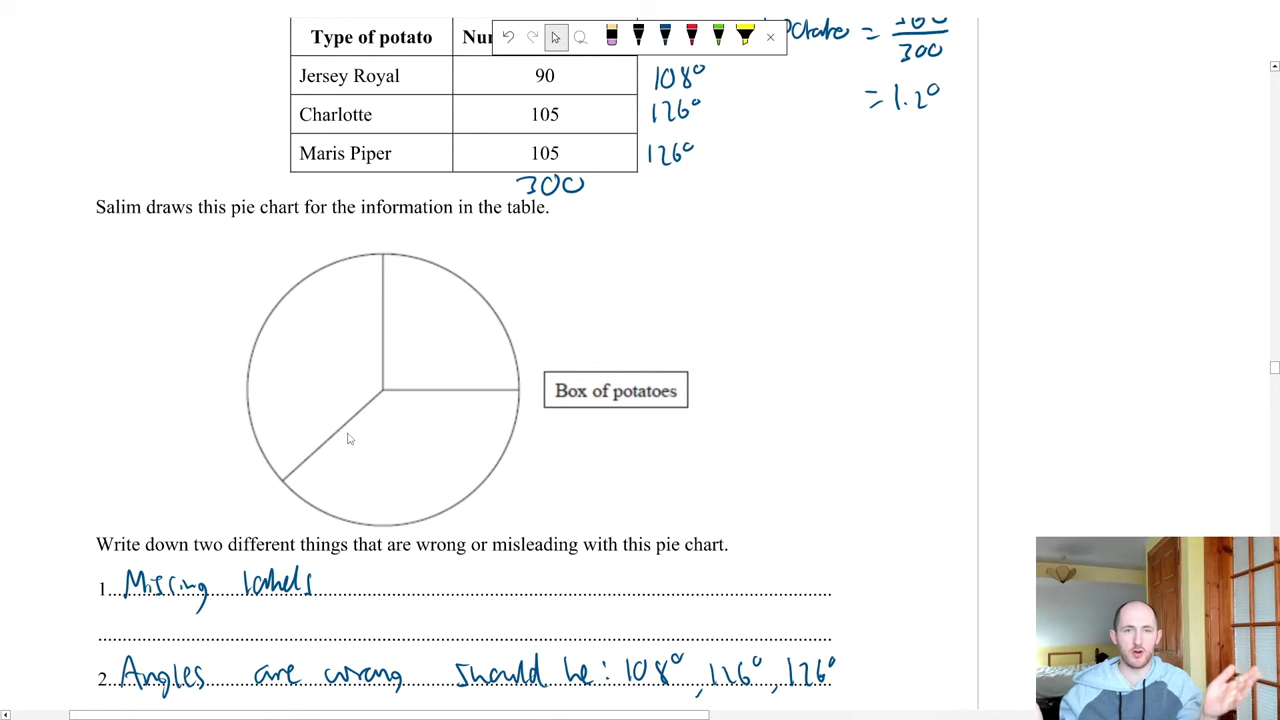 Type of potato Nu
Jersey Royal 90 108°
Charlotte 105 126°
Maris Piper 105 126°
300
= 360
300
= 1.2°
Salim draws this pie chart for the information in the table.
Box of potatoes
Write down two different things that are wrong or misleading with this pie chart.
1 Missing labels
2. Angles are wrong should be: 108°, 126°, 126°